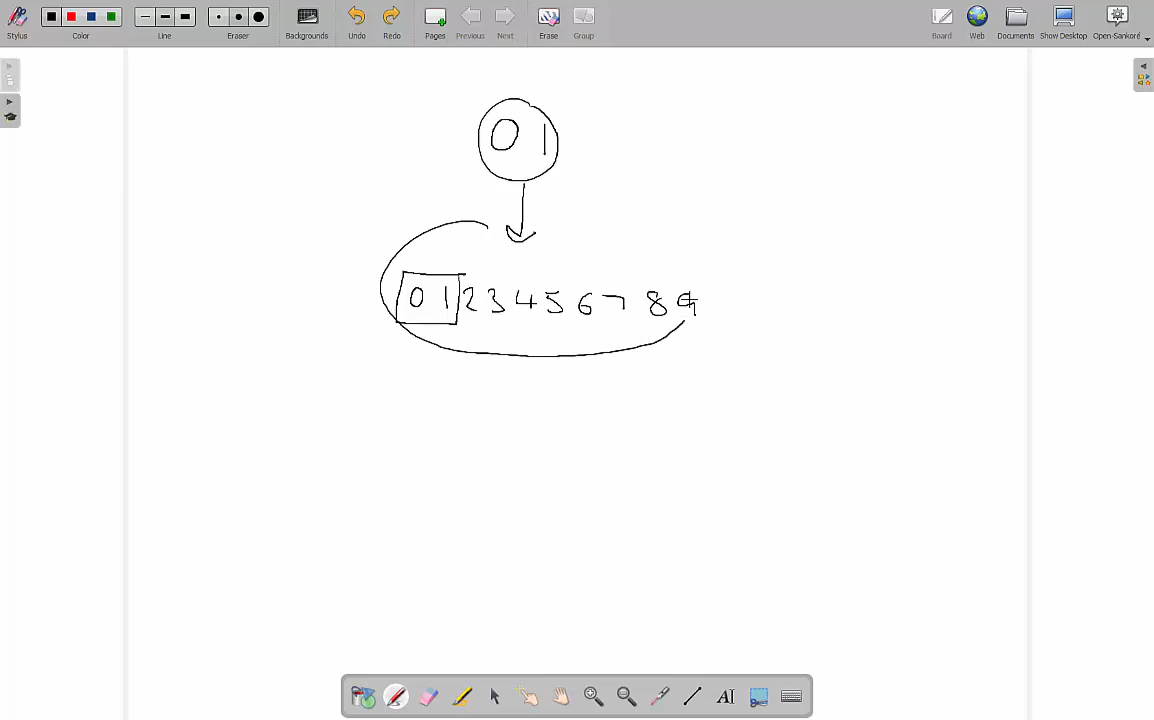 Stylus Color Line Eraser Backgrounds Undo Redo Pages Previous Next Erase Group Board Web Documents Show Desktop Open-Sankoré
0 1
0 1 2 3 4 5 6 7 8 9
AI